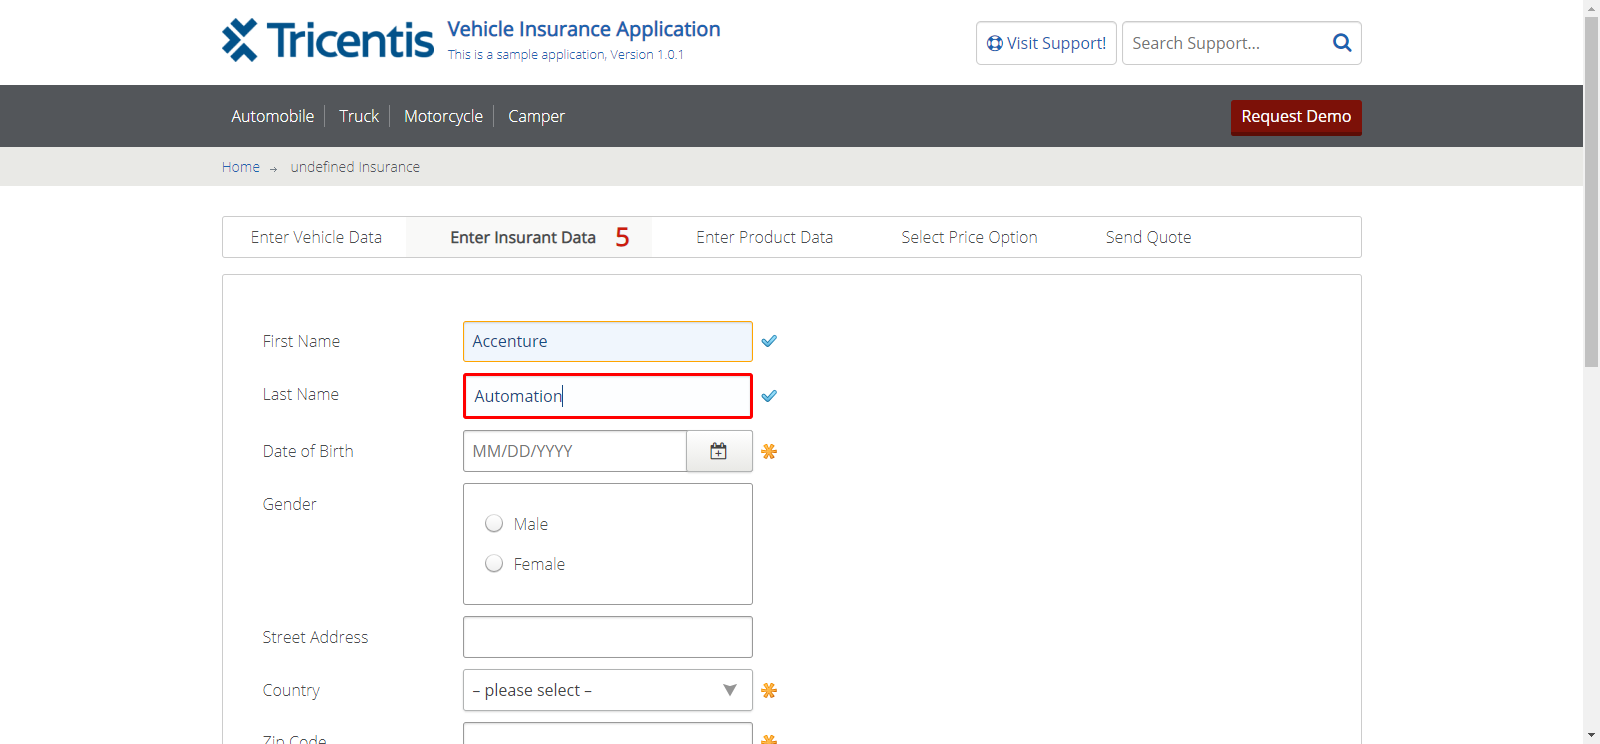 Tricentis
Vehicle Insurance Application
This is a sample application, Version 1.0.1
Visit Support!
Search Support...
Automobile
Truck
Motorcycle
Camper
Request Demo
Home → undefined Insurance
Enter Vehicle Data
Enter Insurant Data 5
Enter Product Data
Select Price Option
Send Quote
First Name
Accenture
Last Name
Automation
Date of Birth
MM/DD/YYYY
Gender
Male
Female
Street Address
Country
– please select –
Zip Code